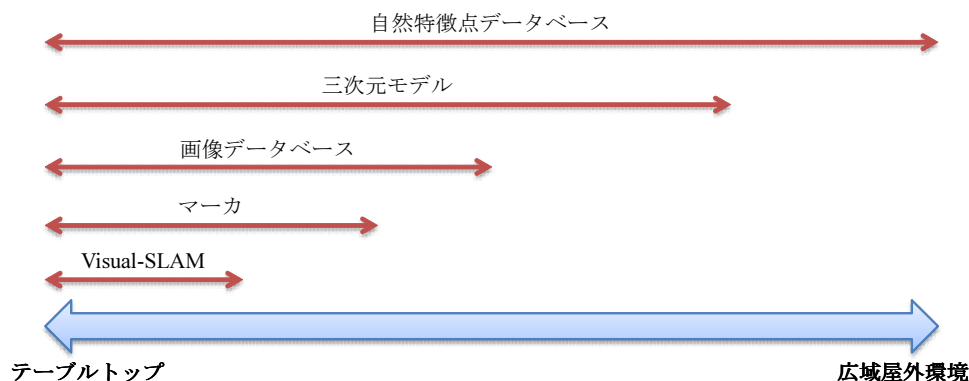 自然特徴点データベース
三次元モデル
画像データベース
マーカ
Visual-SLAM
テーブルトップ 広域屋外環境